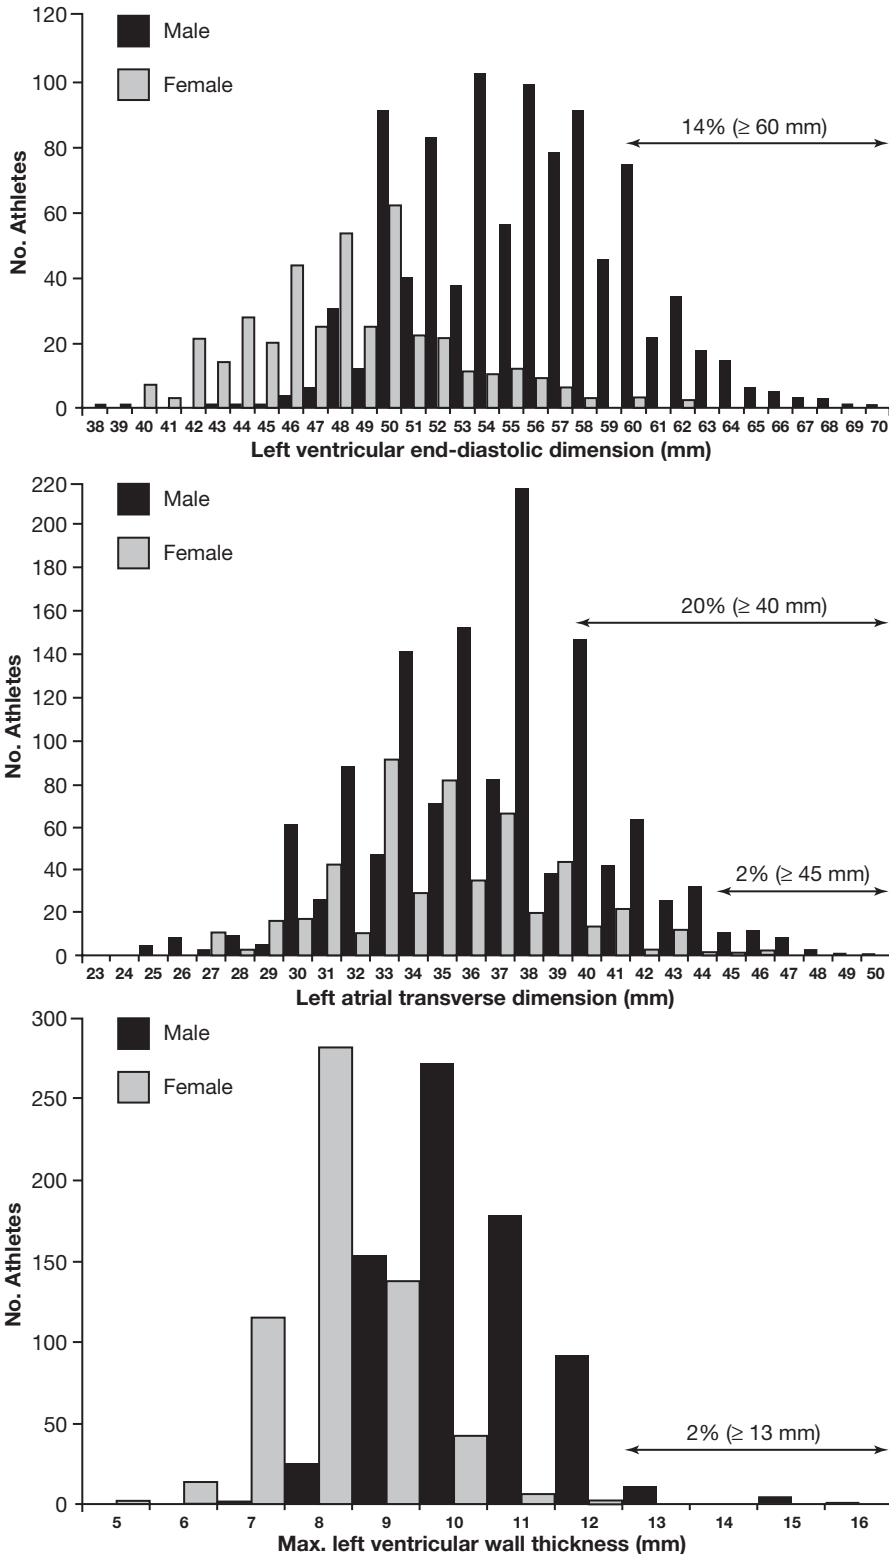 120
100
80
60
40
20
0
No. Athletes
Male
Female
14% (≥ 60 mm)
38 39 40 41 42 43 44 45 46 47 48 49 50 51 52 53 54 55 56 57 58 59 60 61 62 63 64 65 66 67 68 69 70
Left ventricular end-diastolic dimension (mm)
220
200
180
160
140
120
100
80
60
40
20
0
No. Athletes
Male
Female
20% (≥ 40 mm)
2% (≥ 45 mm)
23 24 25 26 27 28 29 30 31 32 33 34 35 36 37 38 39 40 41 42 43 44 45 46 47 48 49 50
Left atrial transverse dimension (mm)
300
250
200
150
100
50
0
No. Athletes
Male
Female
2% (≥ 13 mm)
5 6 7 8 9 10 11 12 13 14 15 16
Max. left ventricular wall thickness (mm)